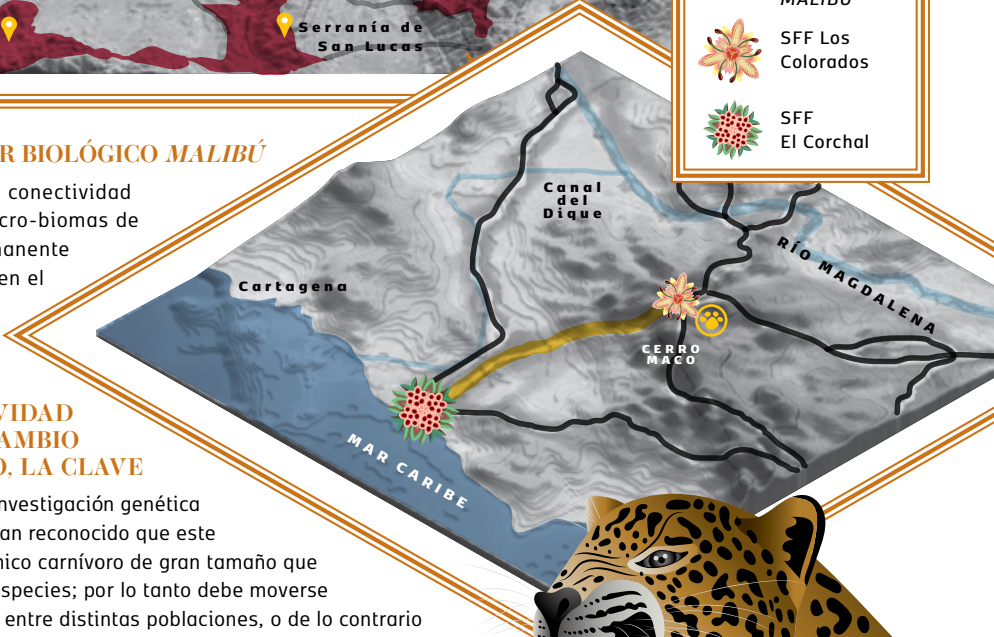 Serranía de
San Lucas
MALIBÚ
SFF Los
Colorados
SFF
El Corchal
R BIOLÓGICO MALIBÚ
conectividad
cro-biomas de
manente
en el
Canal
del
Dique
RÍO MAGDALENA
Cartagena
CERRO
MACO
MAR CARIBE
VIDAD
AMBIO
O, LA CLAVE
nvestigación genética
an reconocido que este
nico carnívoro de gran tamaño que
species; por lo tanto debe moverse
entre distintas poblaciones, o de lo contrario